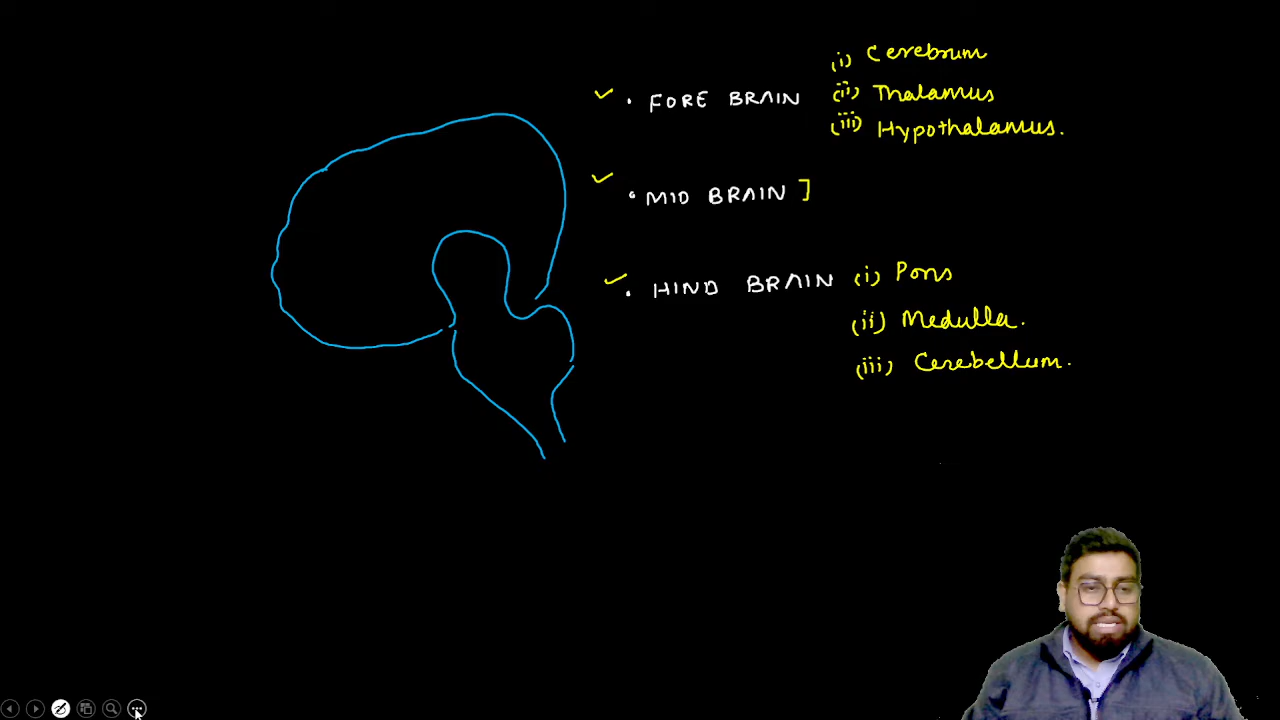 (i) Cerebrum
. FORE BRAIN (ii) Thalamus
(iii) Hypothalamus.
. MID BRAIN ]
. HIND BRAIN (i) Pons
(ii) Medulla.
(iii) Cerebellum.